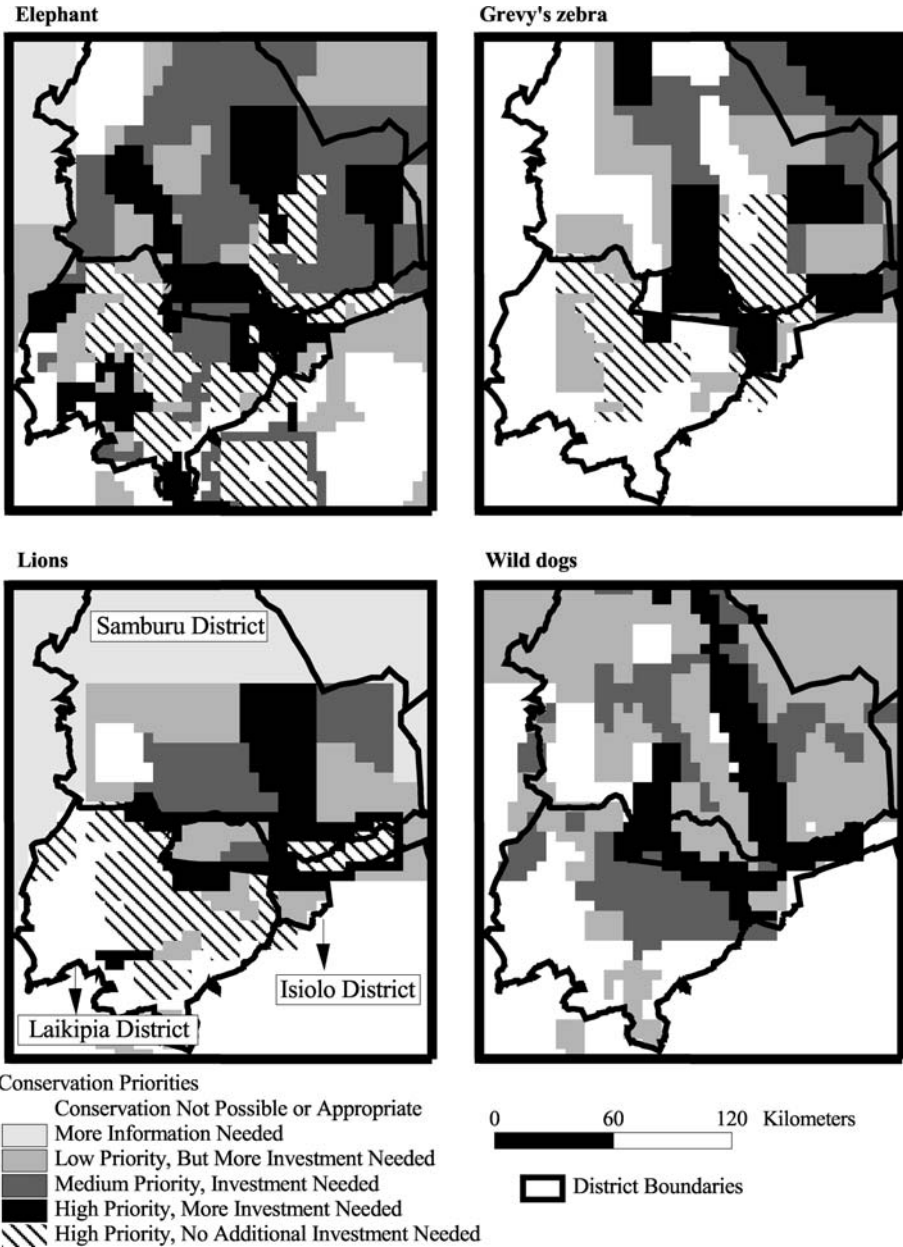 Elephant
Grevy's zebra
Lions
Wild dogs
Samburu District
Isiolo District
Laikipia District
Conservation Priorities
Conservation Not Possible or Appropriate
More Information Needed
Low Priority, But More Investment Needed
Medium Priority, Investment Needed
High Priority, More Investment Needed
High Priority, No Additional Investment Needed
0 60 120 Kilometers
District Boundaries